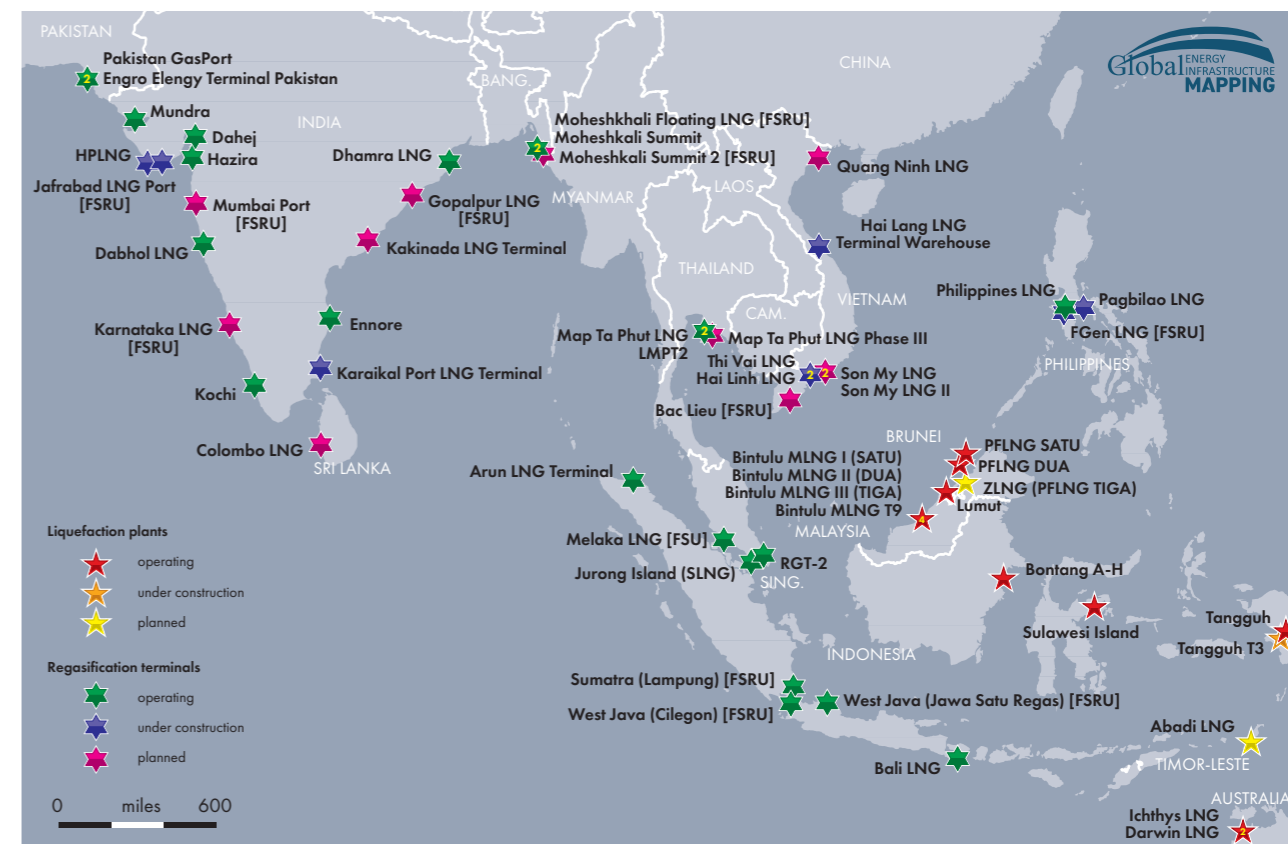 PAKISTAN
Pakistan GasPort
Engro Elengy Terminal Pakistan
2
Mundra
INDIA
BANG.
CHINA
Global ENERGY
INFRASTRUCTURE
MAPPING
Dahej
HPLNG
Hazira
Jafrabad LNG Port
[FSRU]
Dhamra LNG
Moheshkhali Floating LNG [FSRU]
Moheshkali Summit
2
Moheshkali Summit 2 [FSRU]
Mumbai Port
[FSRU]
Gopalpur LNG
[FSRU]
MYANMAR
LAOS
Quang Ninh LNG
Dabhol LNG
Kakinada LNG Terminal
Hai Lang LNG
Terminal Warehouse
THAILAND
VIETNAM
CAM.
Karnataka LNG
[FSRU]
Ennore
Map Ta Phut LNG
LMPT2
2
Map Ta Phut LNG Phase III
Philippines LNG
Pagbilao LNG
FGen LNG [FSRU]
PHILIPPINES
Karaikal Port LNG Terminal
Kochi
Thi Vai LNG
Hai Linh LNG
2
2
Son My LNG
Son My LNG II
Bac Lieu [FSRU]
Colombo LNG
SRI LANKA
BRUNEI
Arun LNG Terminal
Bintulu MLNG I (SATU)
Bintulu MLNG II (DUA)
Bintulu MLNG III (TIGA)
Bintulu MLNG T9
4
PFLNG SATU
PFLNG DUA
ZLNG (PFLNG TIGA)
Lumut
MALAYSIA
Melaka LNG [FSU]
Jurong Island (SLNG)
RGT-2
SING.
Bontang A-H
Sulawesi Island
Tangguh
Tangguh T3
INDONESIA
Sumatra (Lampung) [FSRU]
West Java (Cilegon) [FSRU]
West Java (Jawa Satu Regas) [FSRU]
Bali LNG
Abadi LNG
TIMOR-LESTE
AUSTRALIA
Ichthys LNG
Darwin LNG
2
Liquefaction plants
operating
under construction
planned
Regasification terminals
operating
under construction
planned
0 miles 600